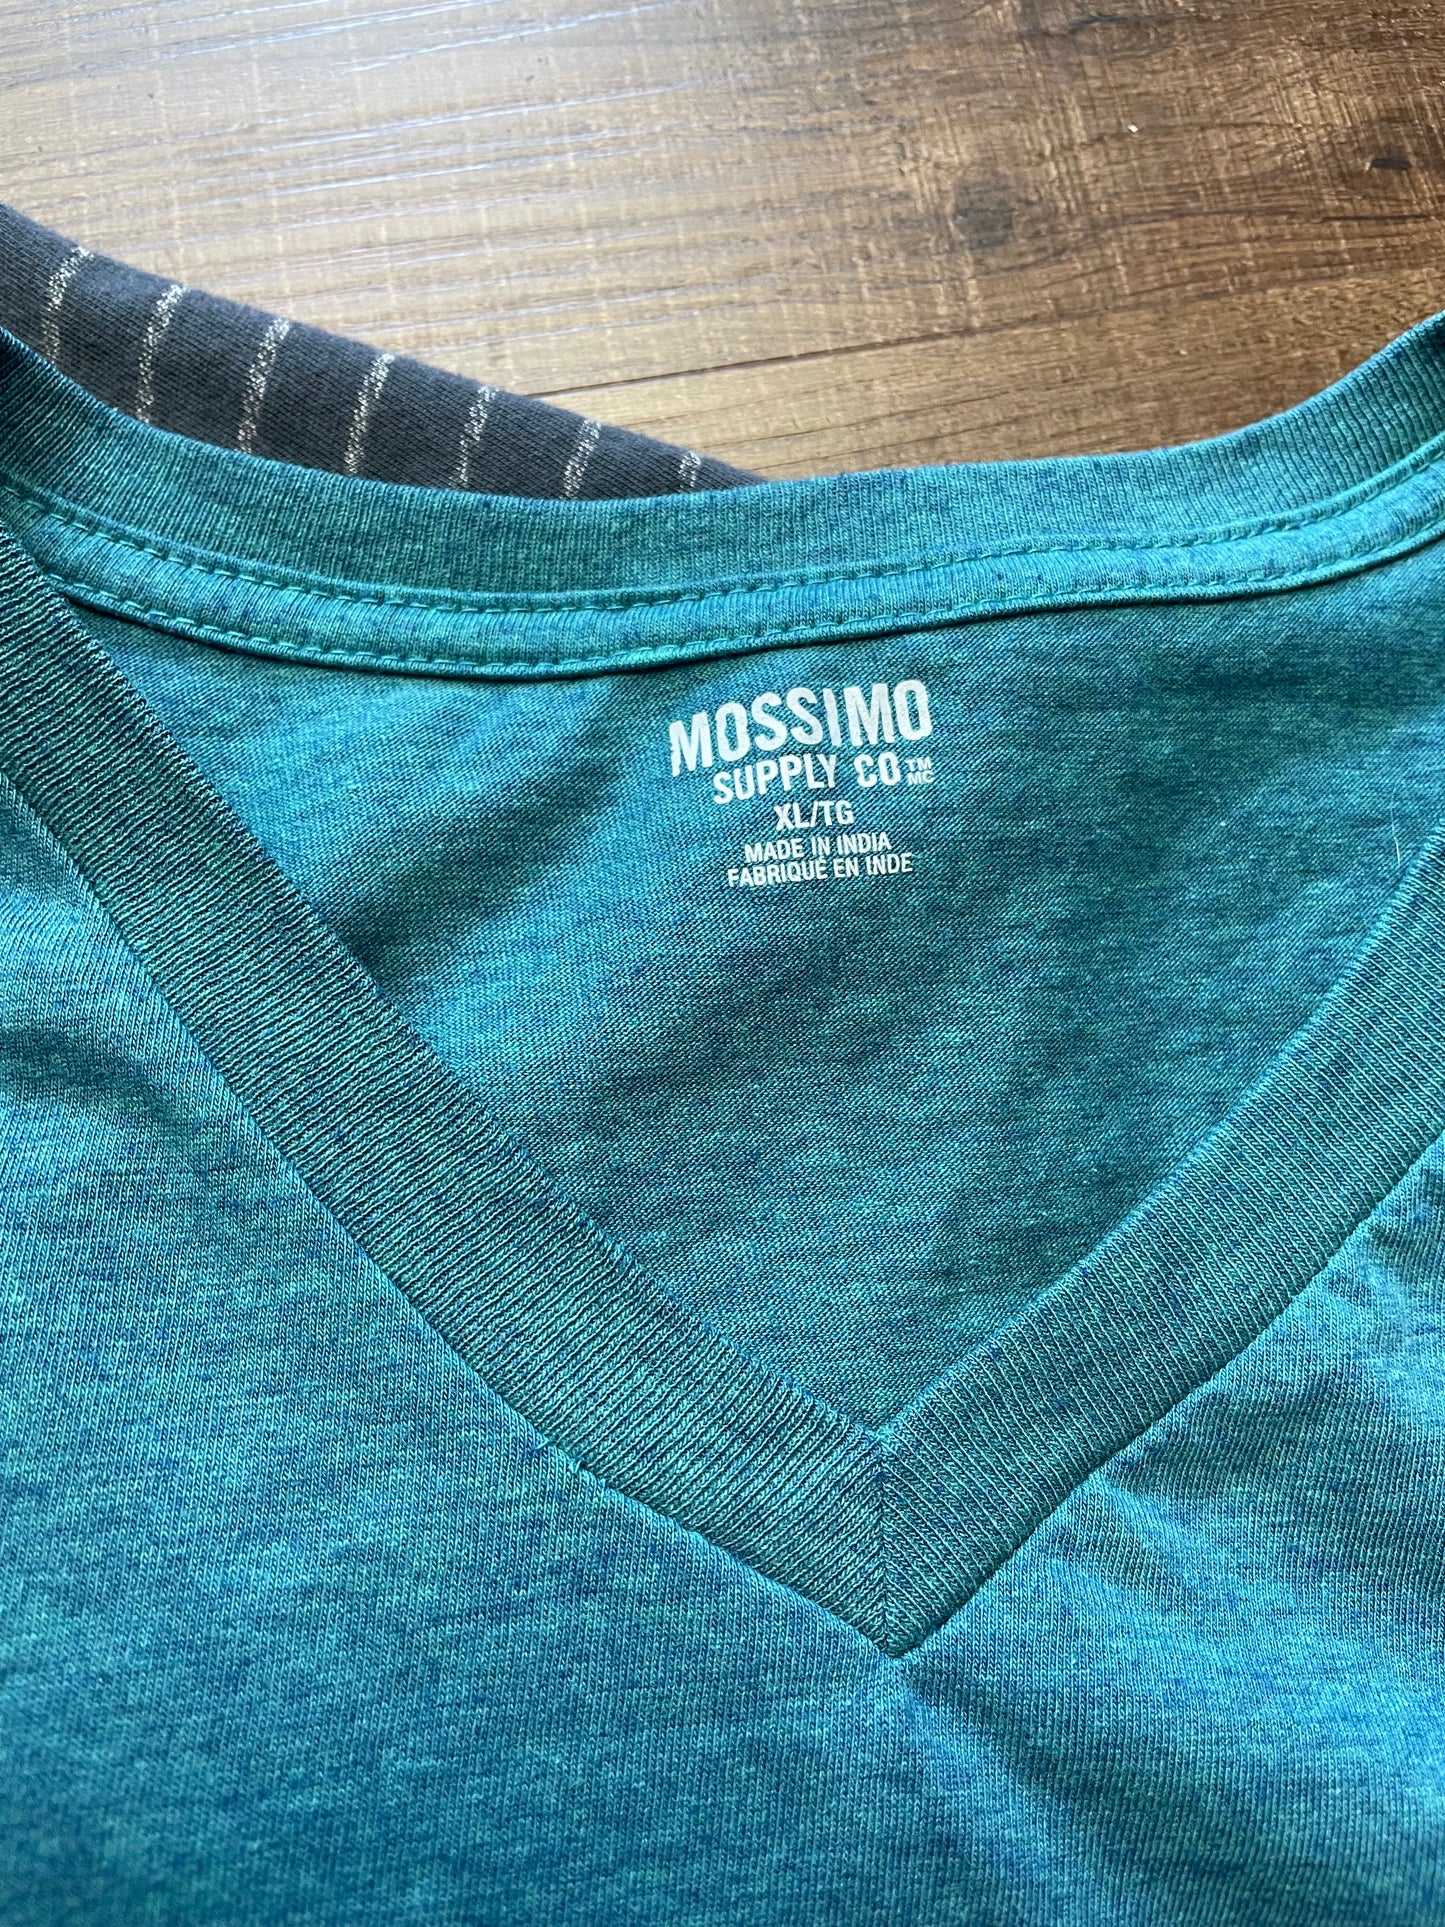 MOSSIMO
SUPPLY CO TM MC
XL/TG
MADE IN INDIA
FABRIQUÉ EN INDE